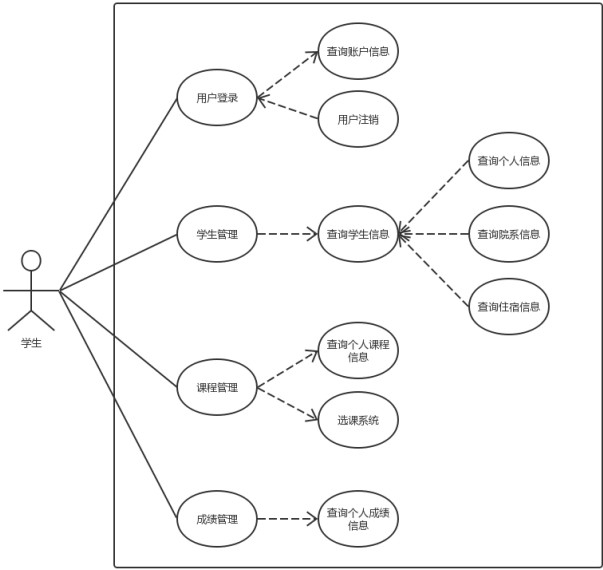 查询账户信息
用户登录
用户注销
查询个人信息
学生管理
查询学生信息
查询院系信息
查询住宿信息
学生
查询个人课程
信息
课程管理
选课系统
成绩管理
查询个人成绩
信息